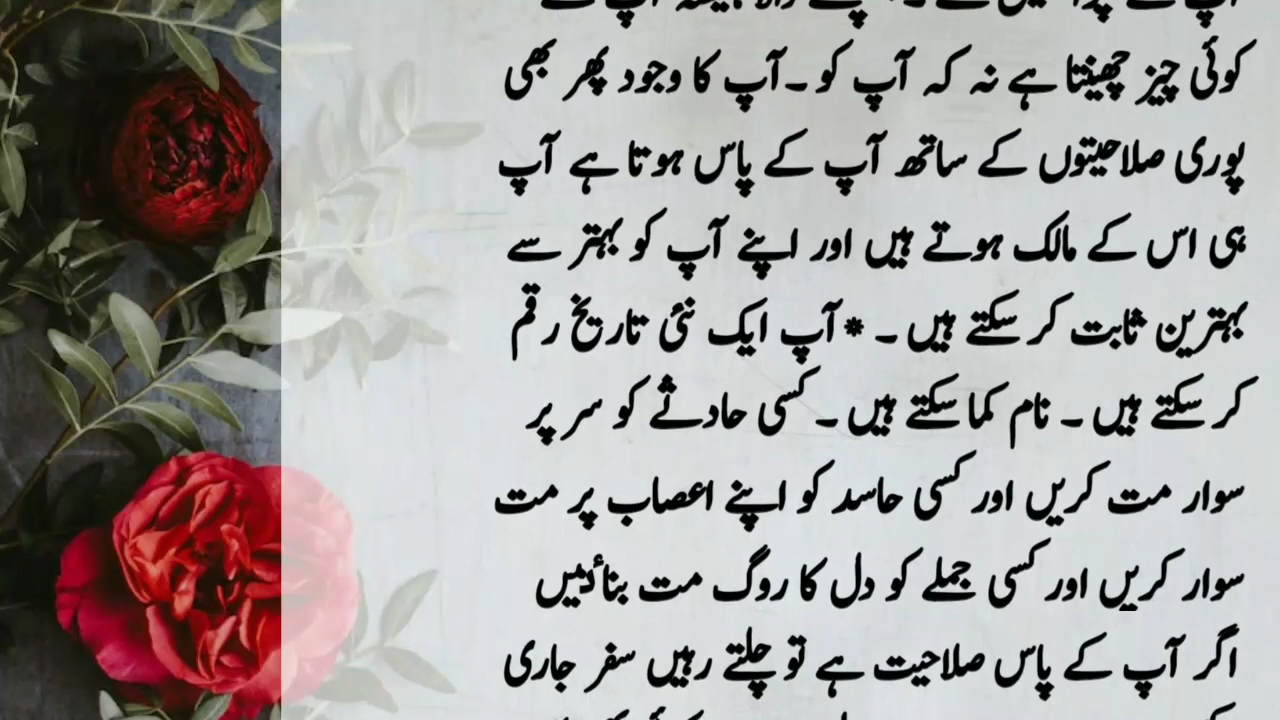 کوئی چیز چھینتا ہے نہ کہ آپ کو ۔ آپ کا وجود پھر بھی
پوری صلاحیتوں کے ساتھ آپ کے پاس ہوتا ہے آپ
ہی اس کے مالک ہوتے ہیں اور اپنے آپ کو بہتر سے
بہترین ثابت کر سکتے ہیں ۔ * آپ ایک نئی تاریخ رقم
کر سکتے ہیں ۔ نام کما سکتے ہیں ۔ کسی حادثے کو سر پر
سوار مت کریں اور کسی حاسد کو اپنے اعصاب پر مت
سوار کریں اور کسی جملے کو دل کا روگ مت بنائیں
اگر آپ کے پاس صلاحیت ہے تو چلتے رہیں سفر جاری